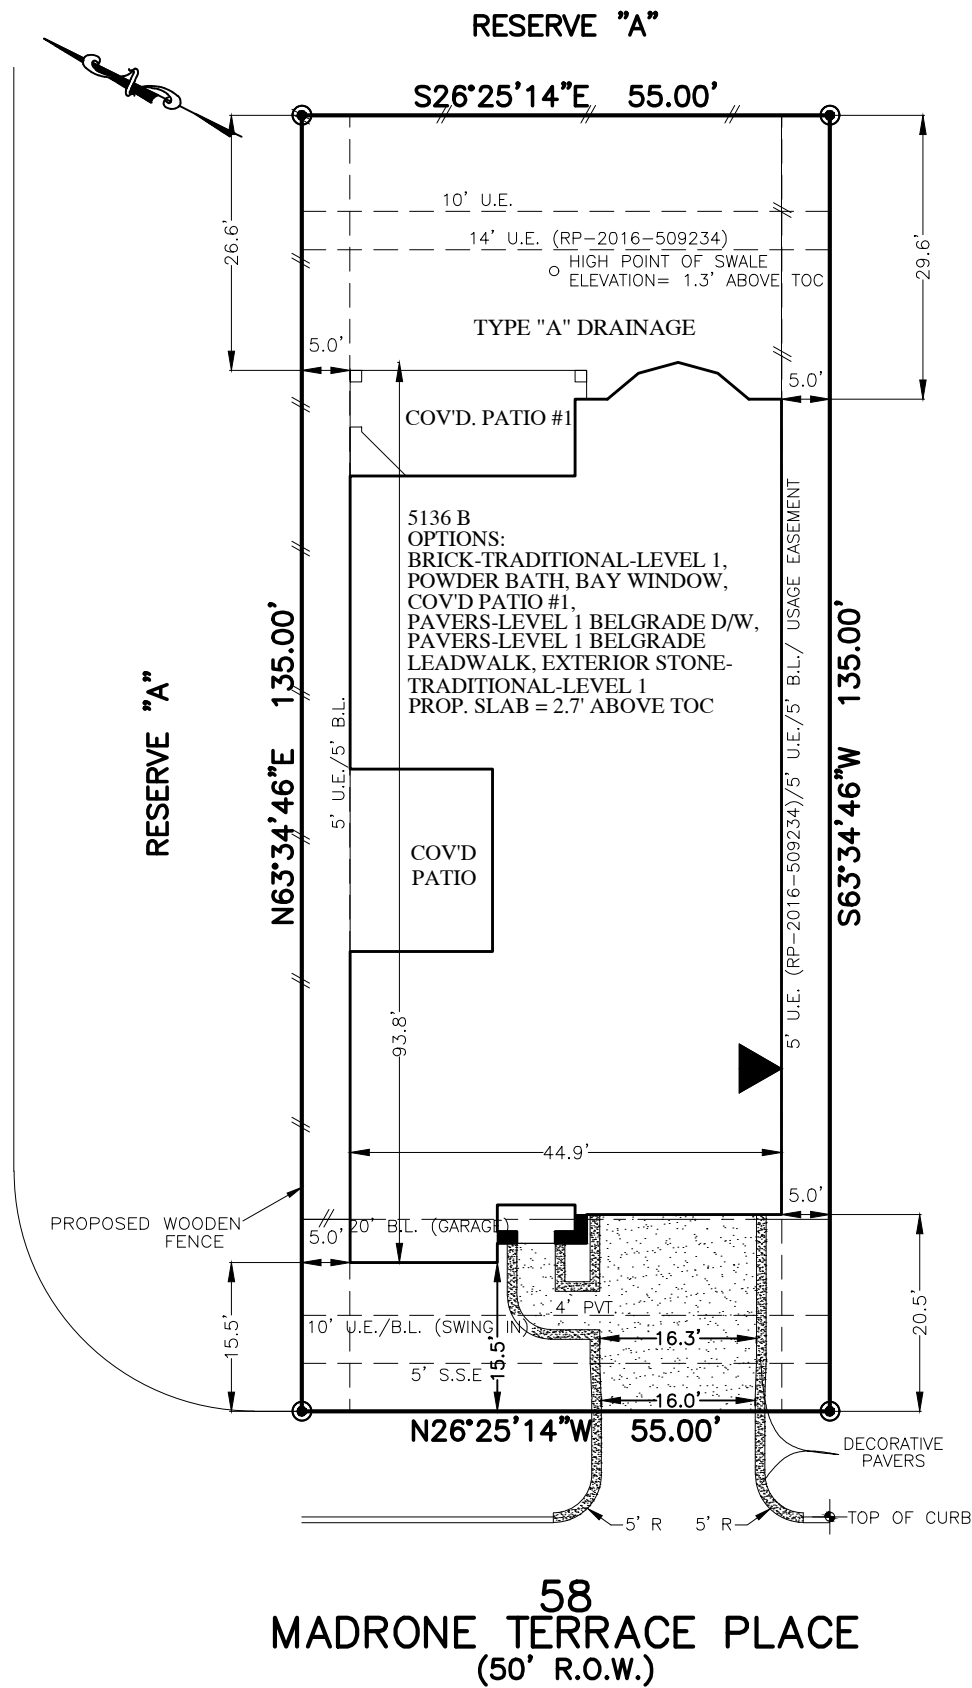 RESERVE "A"
S26°25'14"E 55.00'
10' U.E.
14' U.E. (RP-2016-509234)
HIGH POINT OF SWALE
ELEVATION= 1.3' ABOVE TOC
26.6'
29.6'
TYPE "A" DRAINAGE
5.0'
5.0'
COV'D. PATIO #1
5136 B
OPTIONS:
BRICK-TRADITIONAL-LEVEL 1,
POWDER BATH, BAY WINDOW,
COV'D PATIO #1,
PAVERS-LEVEL 1 BELGRADE D/W,
PAVERS-LEVEL 1 BELGRADE
LEADWALK, EXTERIOR STONE-
TRADITIONAL-LEVEL 1
PROP. SLAB = 2.7' ABOVE TOC
RESERVE "A"
N63°34'46"E 135.00'
5' U.E./5' B.L.
5' U.E. (RP-2016-509234)/5' U.E./5' B.L./ USAGE EASEMENT
S63°34'46"W 135.00'
COV'D
PATIO
93.8'
44.9'
5.0'
PROPOSED WOODEN
FENCE
5.0'
20' B.L. (GARAGE)
4' PVT
10' U.E./B.L. (SWING IN)
15.5'
15.5'
16.3'
20.5'
5' S.S.E
16.0'
N26°25'14"W 55.00'
DECORATIVE
PAVERS
5' R
5' R
TOP OF CURB
58
MADRONE TERRACE PLACE
(50' R.O.W.)